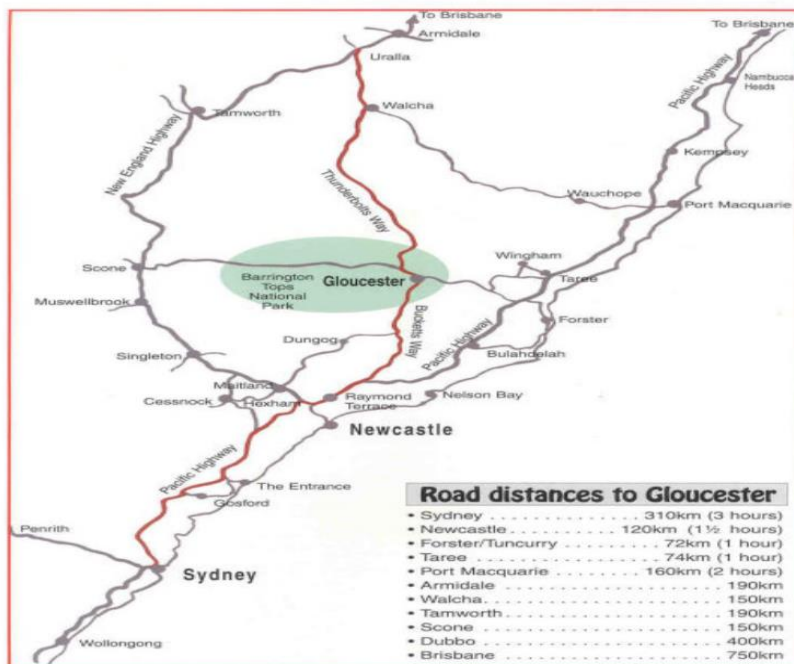 To Brisbane
Armidale
Uralla
To Brisbane
Pacific Highway
Nambucca
Heads
Walcha
Tamworth
New England Highway
Kempsey
Thunderbolts Way
Wauchope
Port Macquarie
Scone
Wingham
Taree
Barrington
Tops
National
Park
Gloucester
Muswellbrook
Bucketts Way
Pacific Highway
Forster
Dungog
Bulahdelah
Singleton
Maitland
Cessnock
Hexham
Raymond
Terrace
Nelson Bay
Newcastle
Pacific Highway
The Entrance
Gosford
Penrith
Sydney
Wollongong
Road distances to Gloucester
• Sydney . . . . . . . . . . . . . . . . 310km (3 hours)
• Newcastle . . . . . . . . . . . 120km (1½ hours)
• Forster/Tuncurry . . . . . . . . 72km (1 hour)
• Taree . . . . . . . . . . . . . . . . . . 74km (1 hour)
• Port Macquarie . . . . . . . . 160km (2 hours)
• Armidale . . . . . . . . . . . . . . . . . . . . . . . 190km
• Walcha . . . . . . . . . . . . . . . . . . . . . . . . . 150km
• Tamworth . . . . . . . . . . . . . . . . . . . . . . 190km
• Scone . . . . . . . . . . . . . . . . . . . . . . . . . . 150km
• Dubbo . . . . . . . . . . . . . . . . . . . . . . . . . 400km
• Brisbane . . . . . . . . . . . . . . . . . . . . . . . 750km